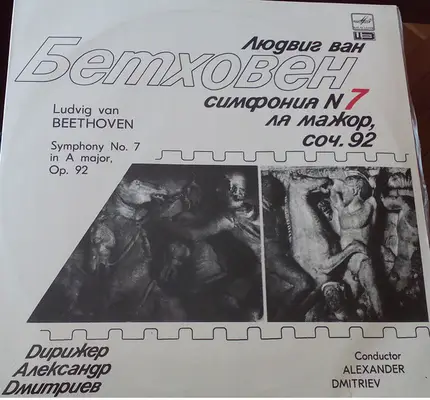 Людвиг ван
Бетховен
симфония N 7
ля мажор,
соч. 92
Ludvig van
BEETHOVEN
Symphony No. 7
in A major,
Op. 92
Дирижер
Александр
Дмитриев
Conductor
ALEXANDER
DMITRIEV